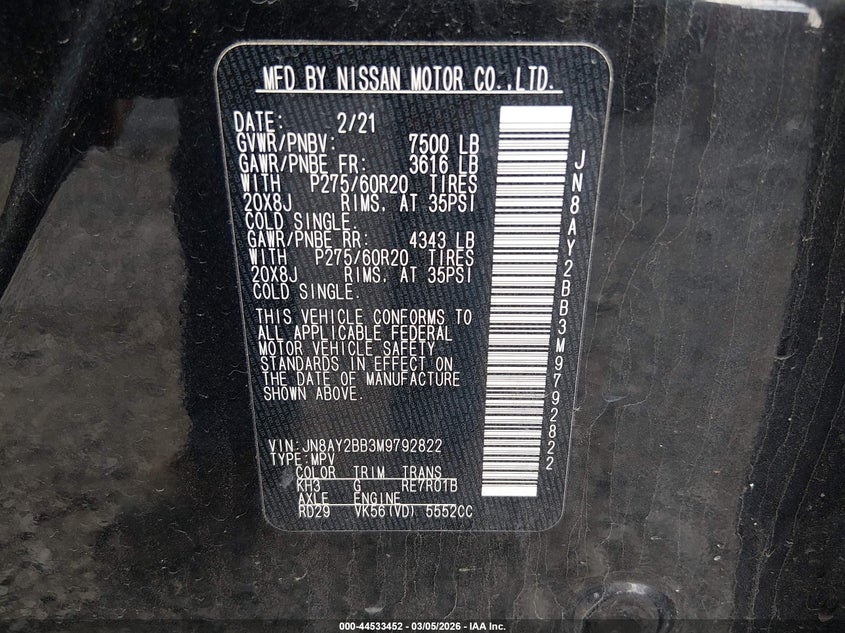 MFD BY NISSAN MOTOR CO.,LTD.
DATE: 2/21
GVWR/PNBV: 7500 LB
GAWR/PNBE FR: 3616 LB
WITH P275/60R20 TIRES
20X8J RIMS, AT 35PSI
COLD SINGLE.
GAWR/PNBE RR: 4343 LB
WITH P275/60R20 TIRES
20X8J RIMS, AT 35PSI
COLD SINGLE.
THIS VEHICLE CONFORMS TO
ALL APPLICABLE FEDERAL
MOTOR VEHICLE SAFETY
STANDARDS IN EFFECT ON
THE DATE OF MANUFACTURE
SHOWN ABOVE.
VIN:JN8AY2BB3M9792822
TYPE:MPV
COLOR TRIM TRANS
KH3 G RE7R01B
AXLE ENGINE
RD29 VK56(VD) 5552CC
JN8AY2BB3M9792822
000-44533452 - 03/05/2026 - IAA Inc.